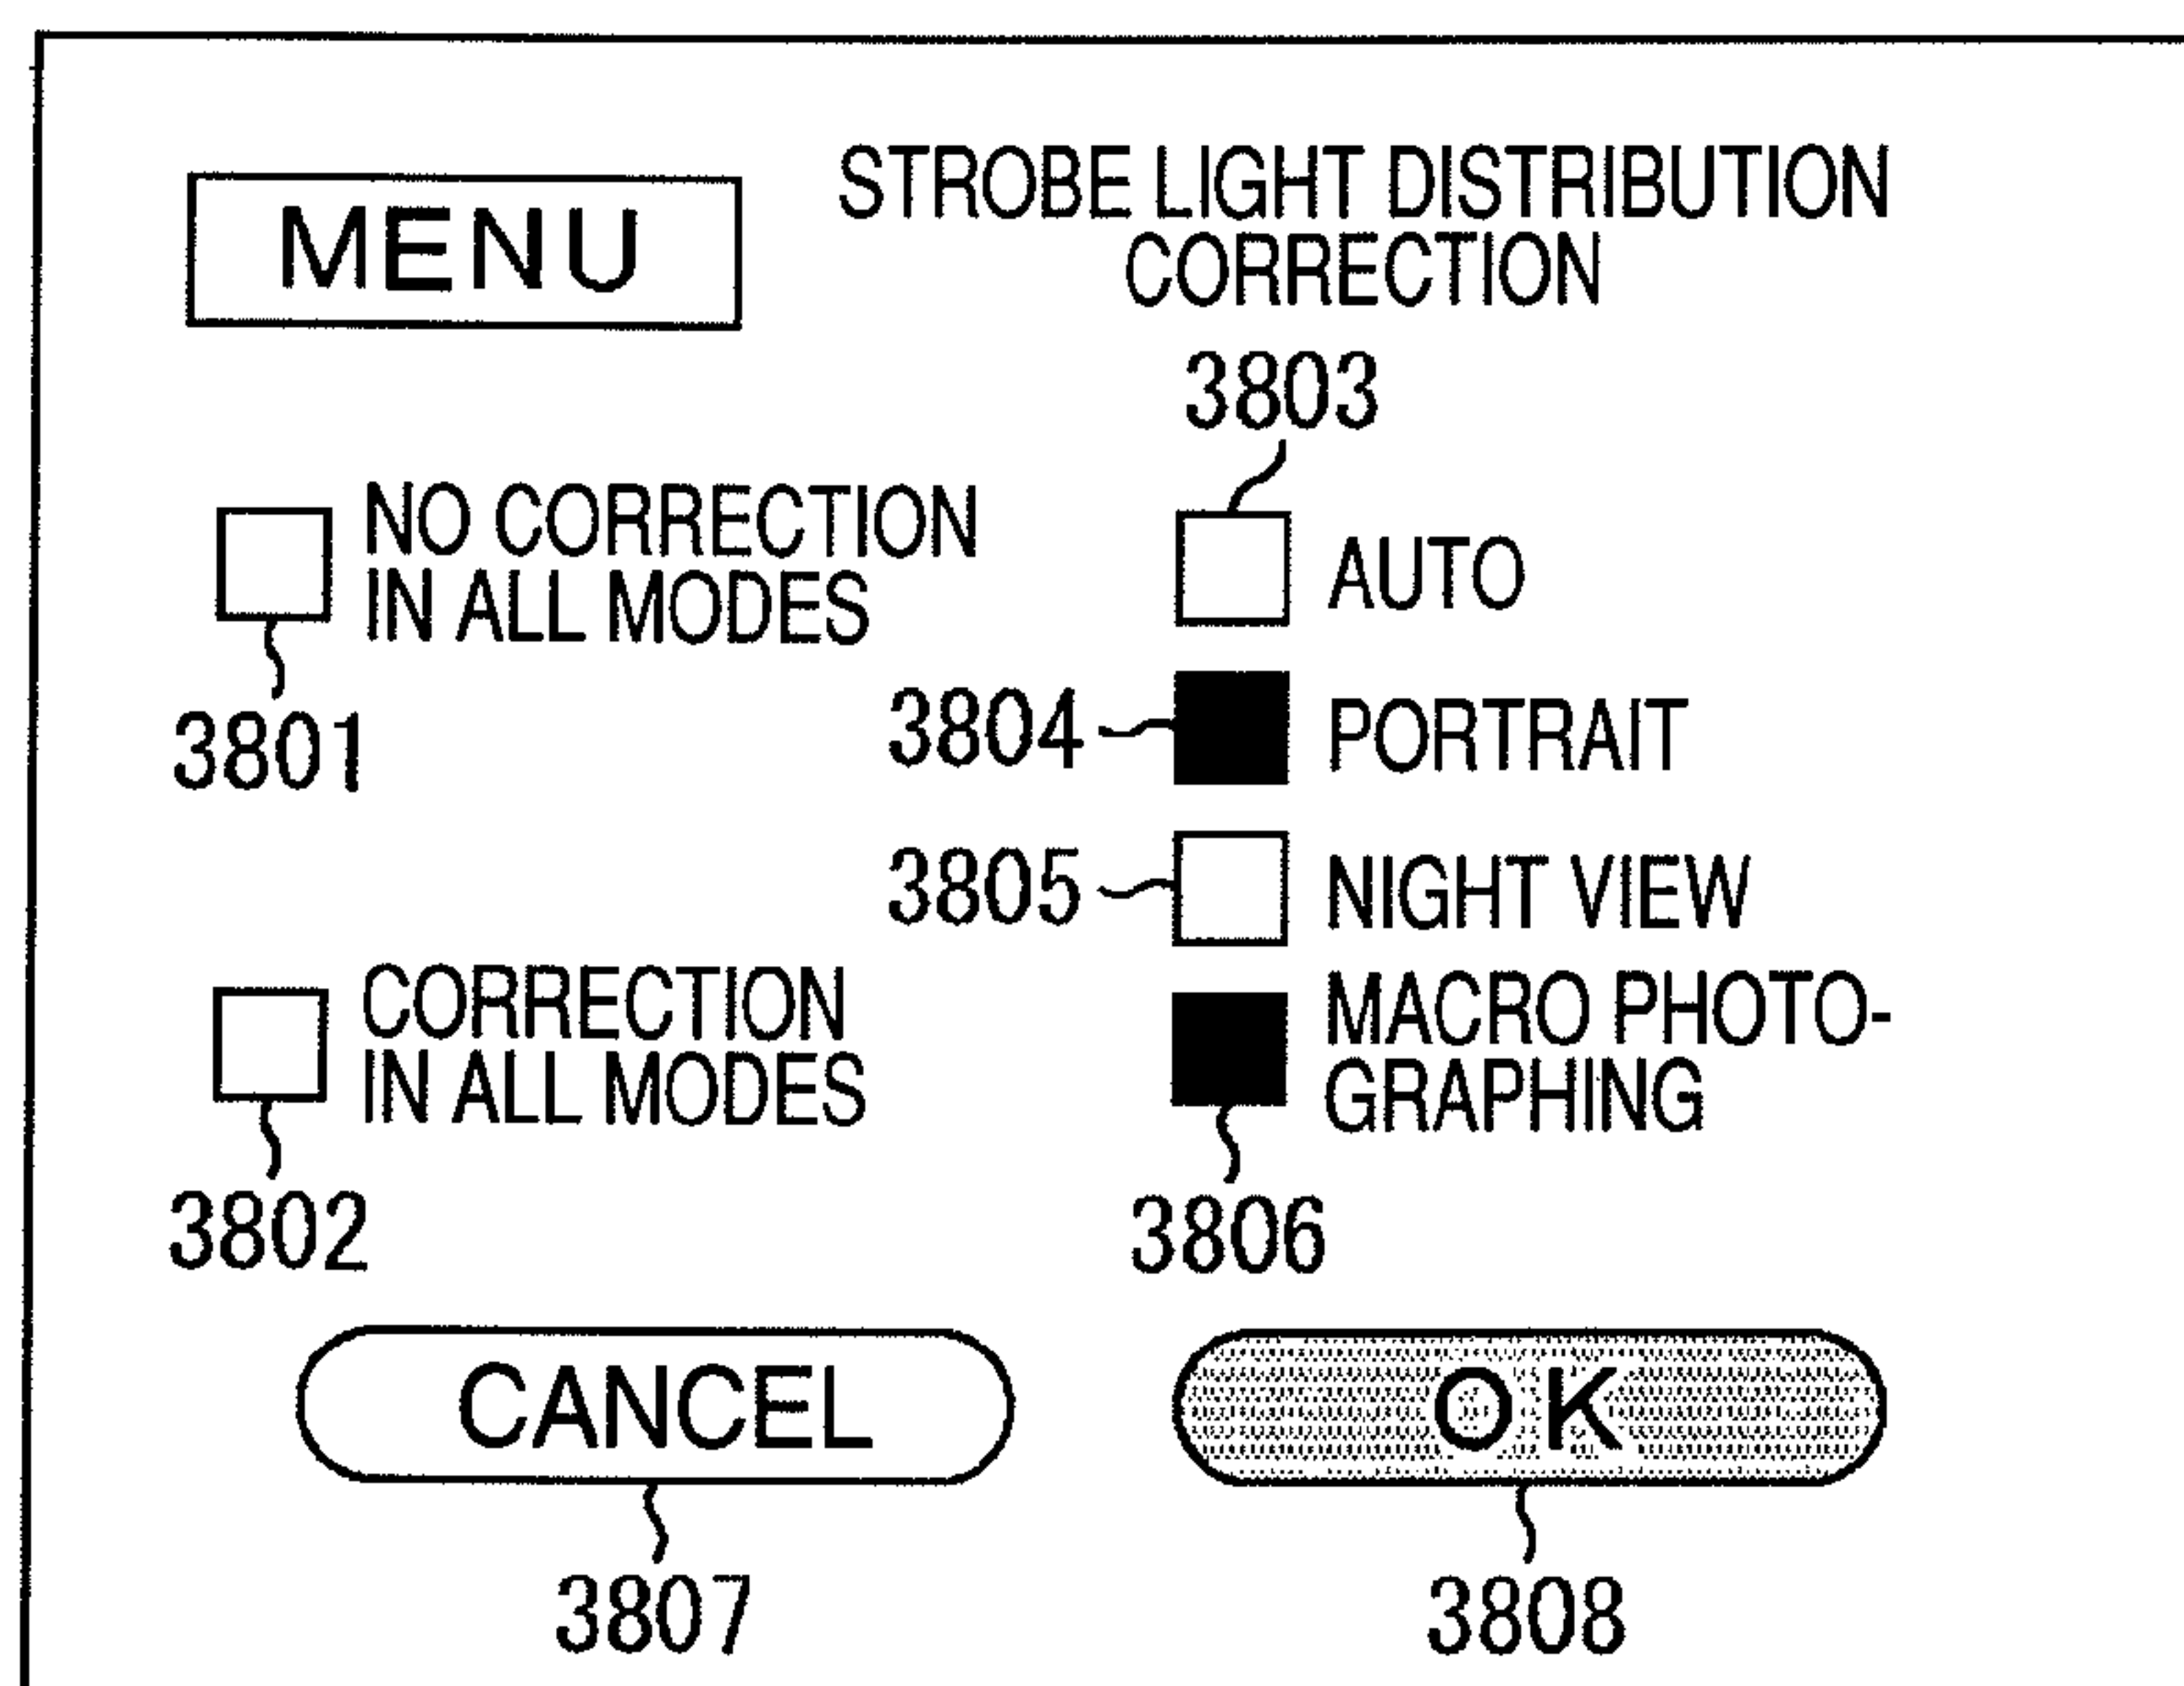 MENU
STROBE LIGHT DISTRIBUTION
CORRECTION
3803
NO CORRECTION
IN ALL MODES
3801
AUTO
3804
PORTRAIT
3805
NIGHT VIEW
CORRECTION
IN ALL MODES
3802
MACRO PHOTO-
GRAPHING
3806
CANCEL
3807
OK
3808